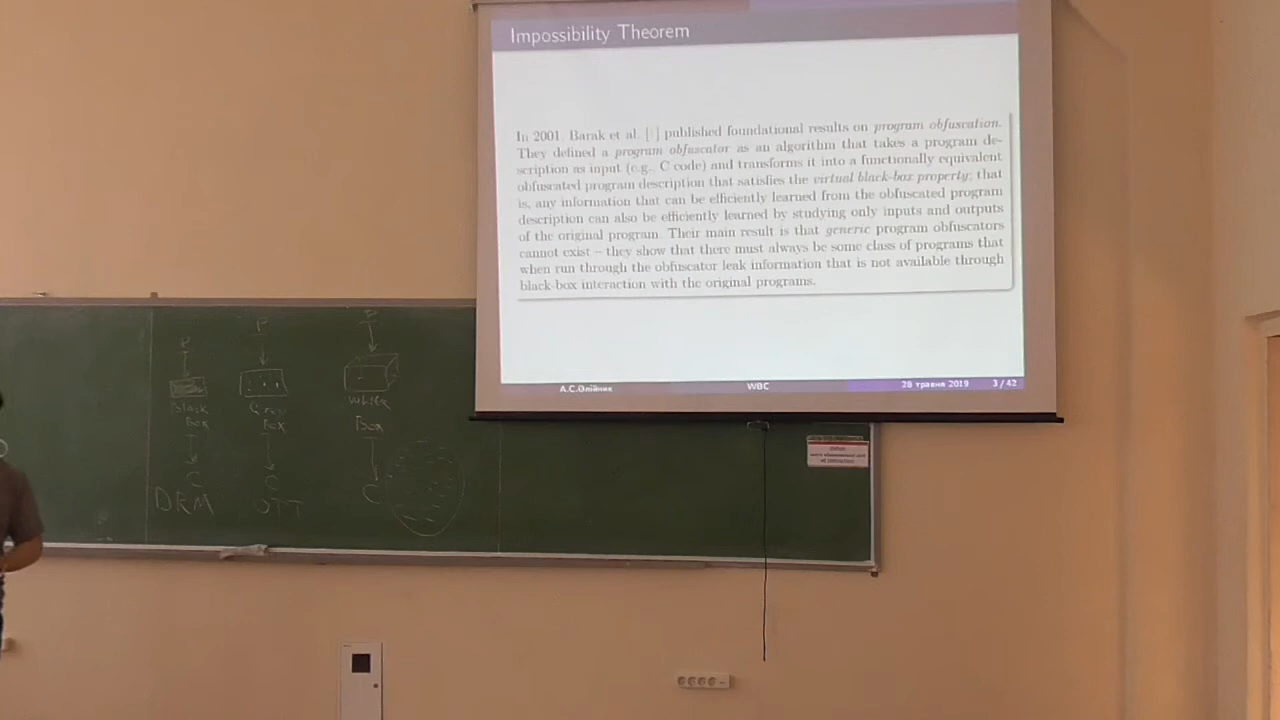 Impossibility Theorem
In 2001, Barak et al. [1] published foundational results on program obfuscation.
They defined a program obfuscator as an algorithm that takes a program de-
scription as input (e.g., C code) and transforms it into a functionally equivalent
obfuscated program description that satisfies the virtual black-box property; that
is, any information that can be efficiently learned from the obfuscated program
description can also be efficiently learned by studying only inputs and outputs
of the original program. Their main result is that generic program obfuscators
cannot exist – they show that there must always be some class of programs that
when run through the obfuscator leak information that is not available through
black-box interaction with the original programs.
А.С.Олійник WBC 28 травня 2019 3 / 42
P P P
Black Gray White
Box Box Box
C C C
DRM OTT